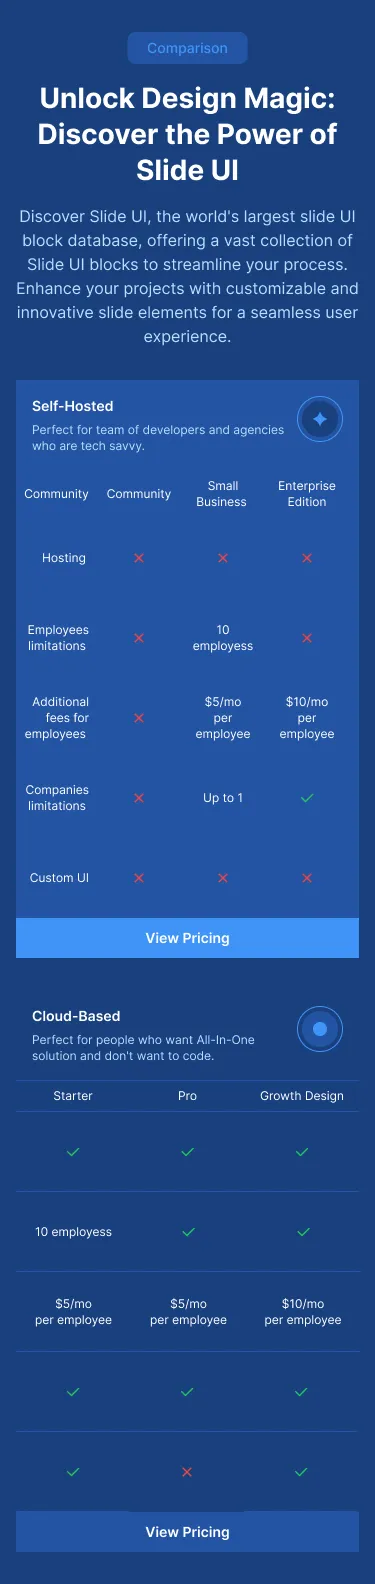 Comparison
Unlock Design Magic:
Discover the Power of
Slide UI
Discover Slide UI, the world's largest slide UI
block database, offering a vast collection of
Slide UI blocks to streamline your process.
Enhance your projects with customizable and
innovative slide elements for a seamless user
experience.
Self-Hosted
Perfect for team of developers and agencies
who are tech savvy.
Community
Community
Small
Business
Enterprise
Edition
Hosting
Employees
limitations
10
employess
Additional
fees for
employees
$5/mo
per
employee
$10/mo
per
employee
Companies
limitations
Up to 1
Custom UI
View Pricing
Cloud-Based
Perfect for people who want All-In-One
solution and don't want to code.
Starter
Pro
Growth Design
10 employess
$5/mo
per employee
$5/mo
per employee
$10/mo
per employee
View Pricing